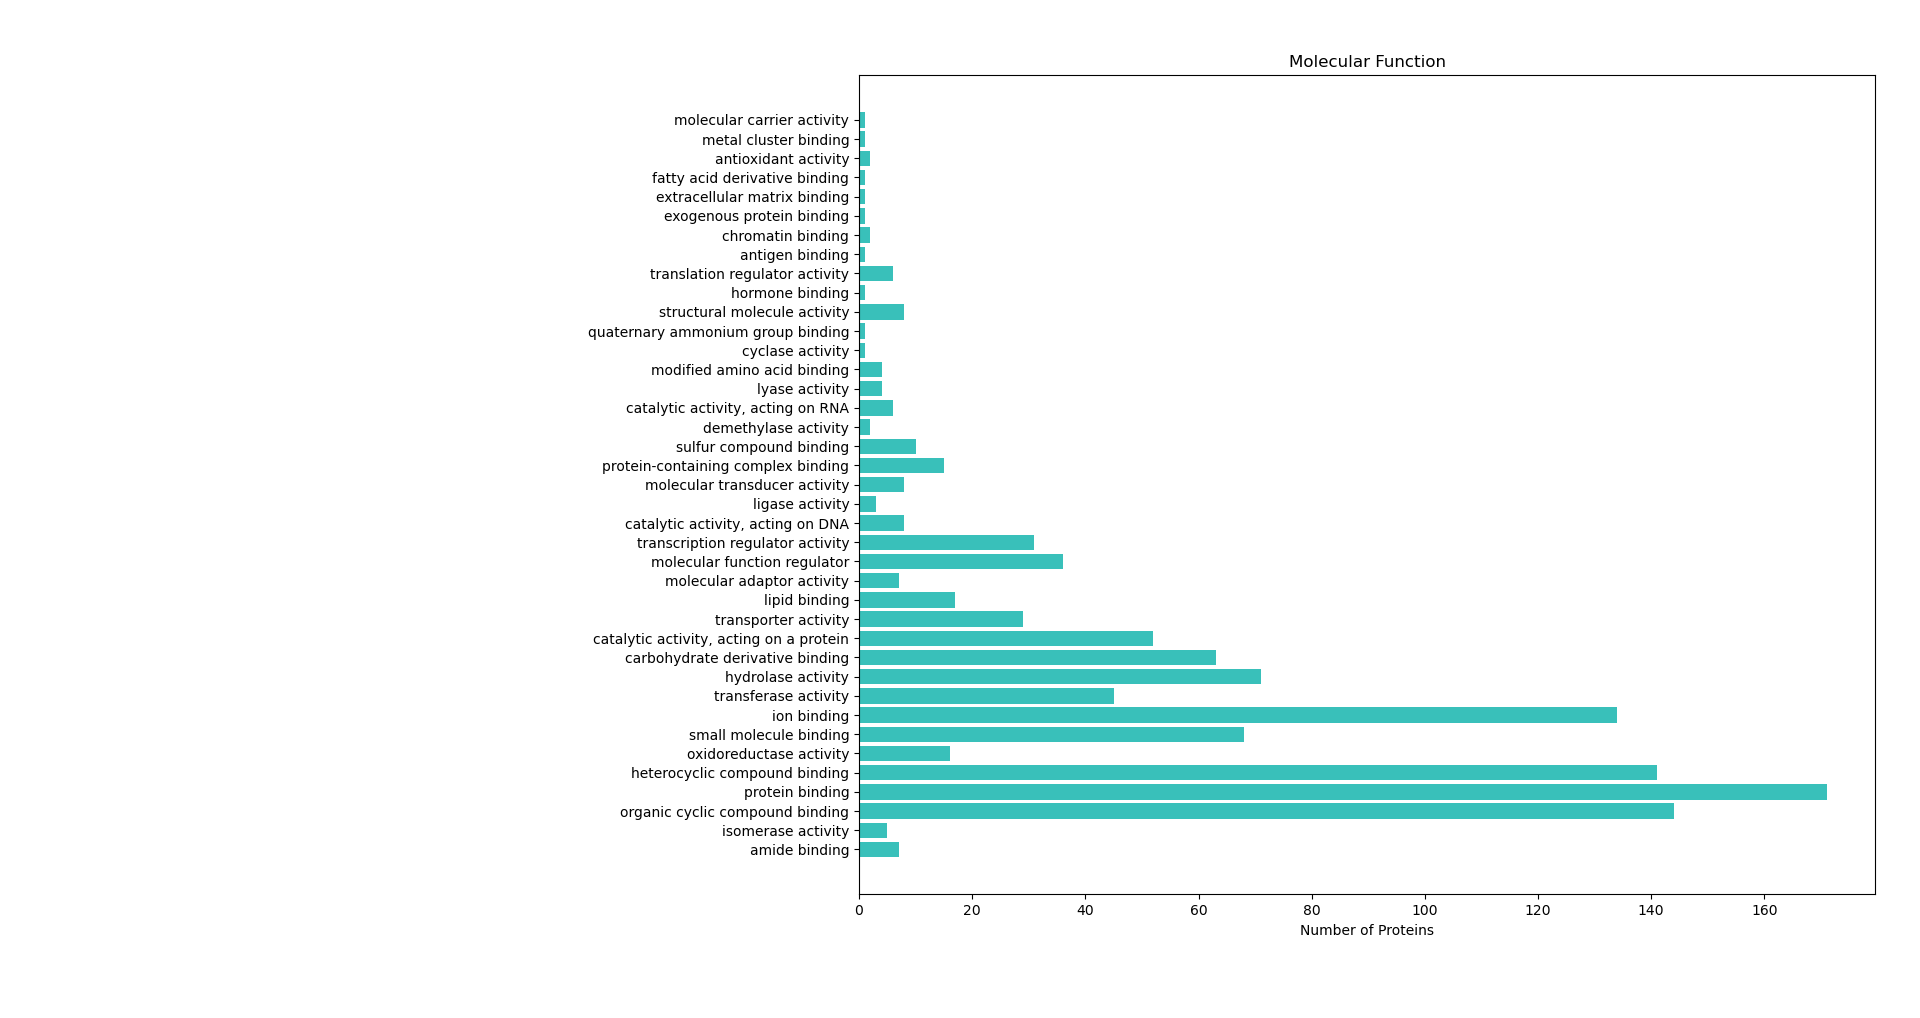 Molecular Function
molecular carrier activity
metal cluster binding
antioxidant activity
fatty acid derivative binding
extracellular matrix binding
exogenous protein binding
chromatin binding
antigen binding
translation regulator activity
hormone binding
structural molecule activity
quaternary ammonium group binding
cyclase activity
modified amino acid binding
lyase activity
catalytic activity, acting on RNA
demethylase activity
sulfur compound binding
protein-containing complex binding
molecular transducer activity
ligase activity
catalytic activity, acting on DNA
transcription regulator activity
molecular function regulator
molecular adaptor activity
lipid binding
transporter activity
catalytic activity, acting on a protein
carbohydrate derivative binding
hydrolase activity
transferase activity
ion binding
small molecule binding
oxidoreductase activity
heterocyclic compound binding
protein binding
organic cyclic compound binding
isomerase activity
amide binding
0 20 40 60 80 100 120 140 160
Number of Proteins